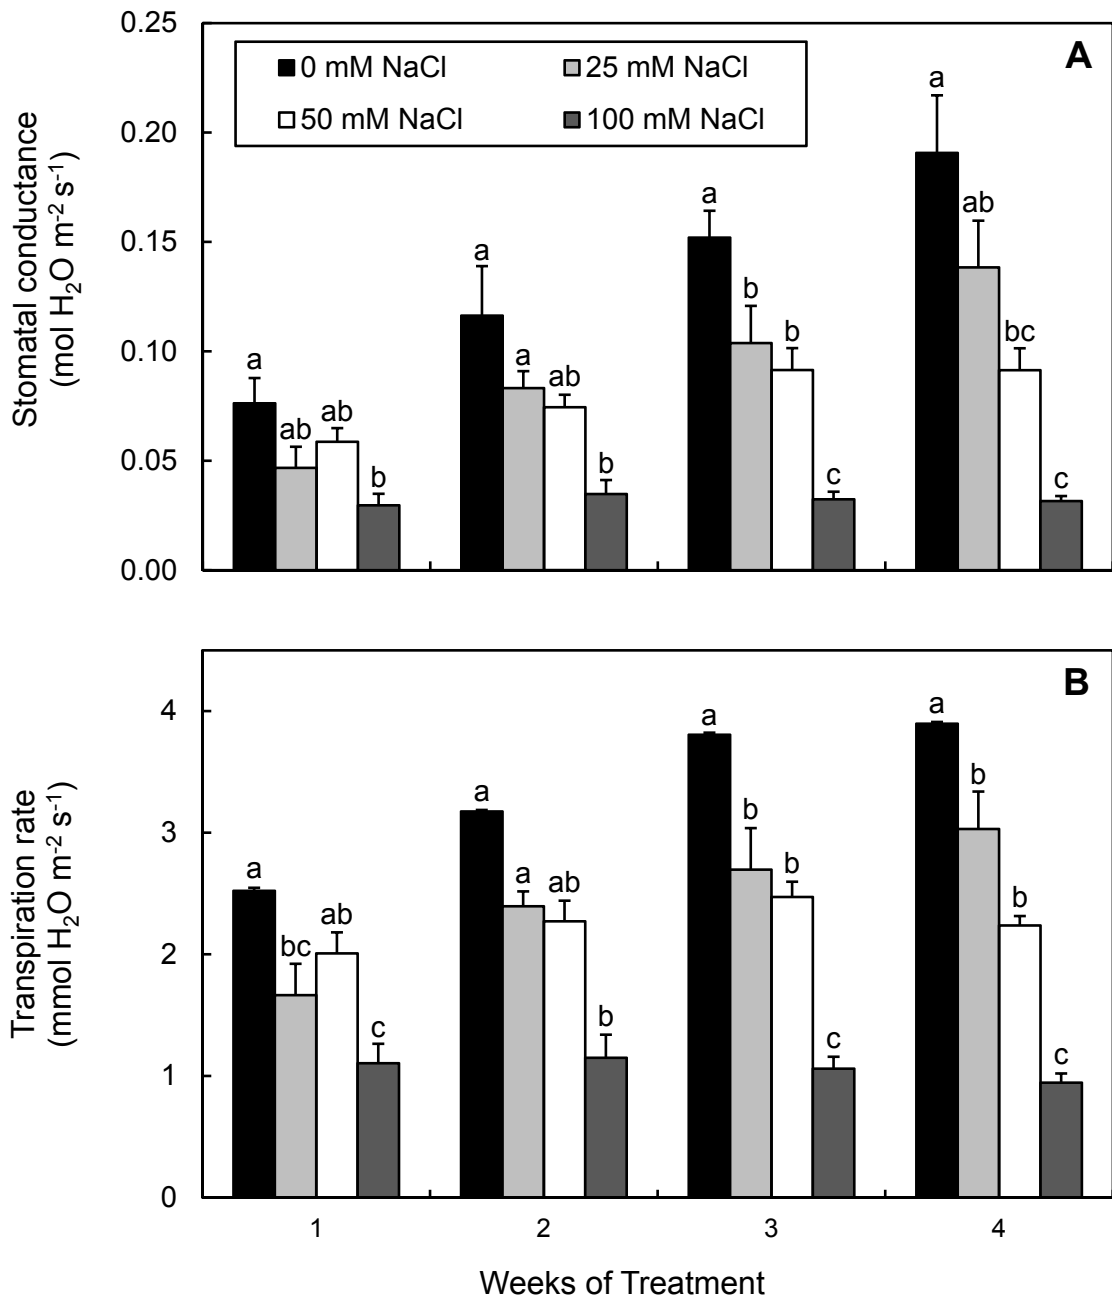 0.25
0.20
0.15
0.10
0.05
0.00
Stomatal conductance
(mol H₂O m⁻² s⁻¹)
0 mM NaCl 25 mM NaCl
50 mM NaCl 100 mM NaCl
A
a ab ab b
a a ab b
a b b c
a ab bc c
4
3
2
1
0
Transpiration rate
(mmol H₂O m⁻² s⁻¹)
B
a bc ab c
a a ab b
a b b c
a b b c
1 2 3 4
Weeks of Treatment